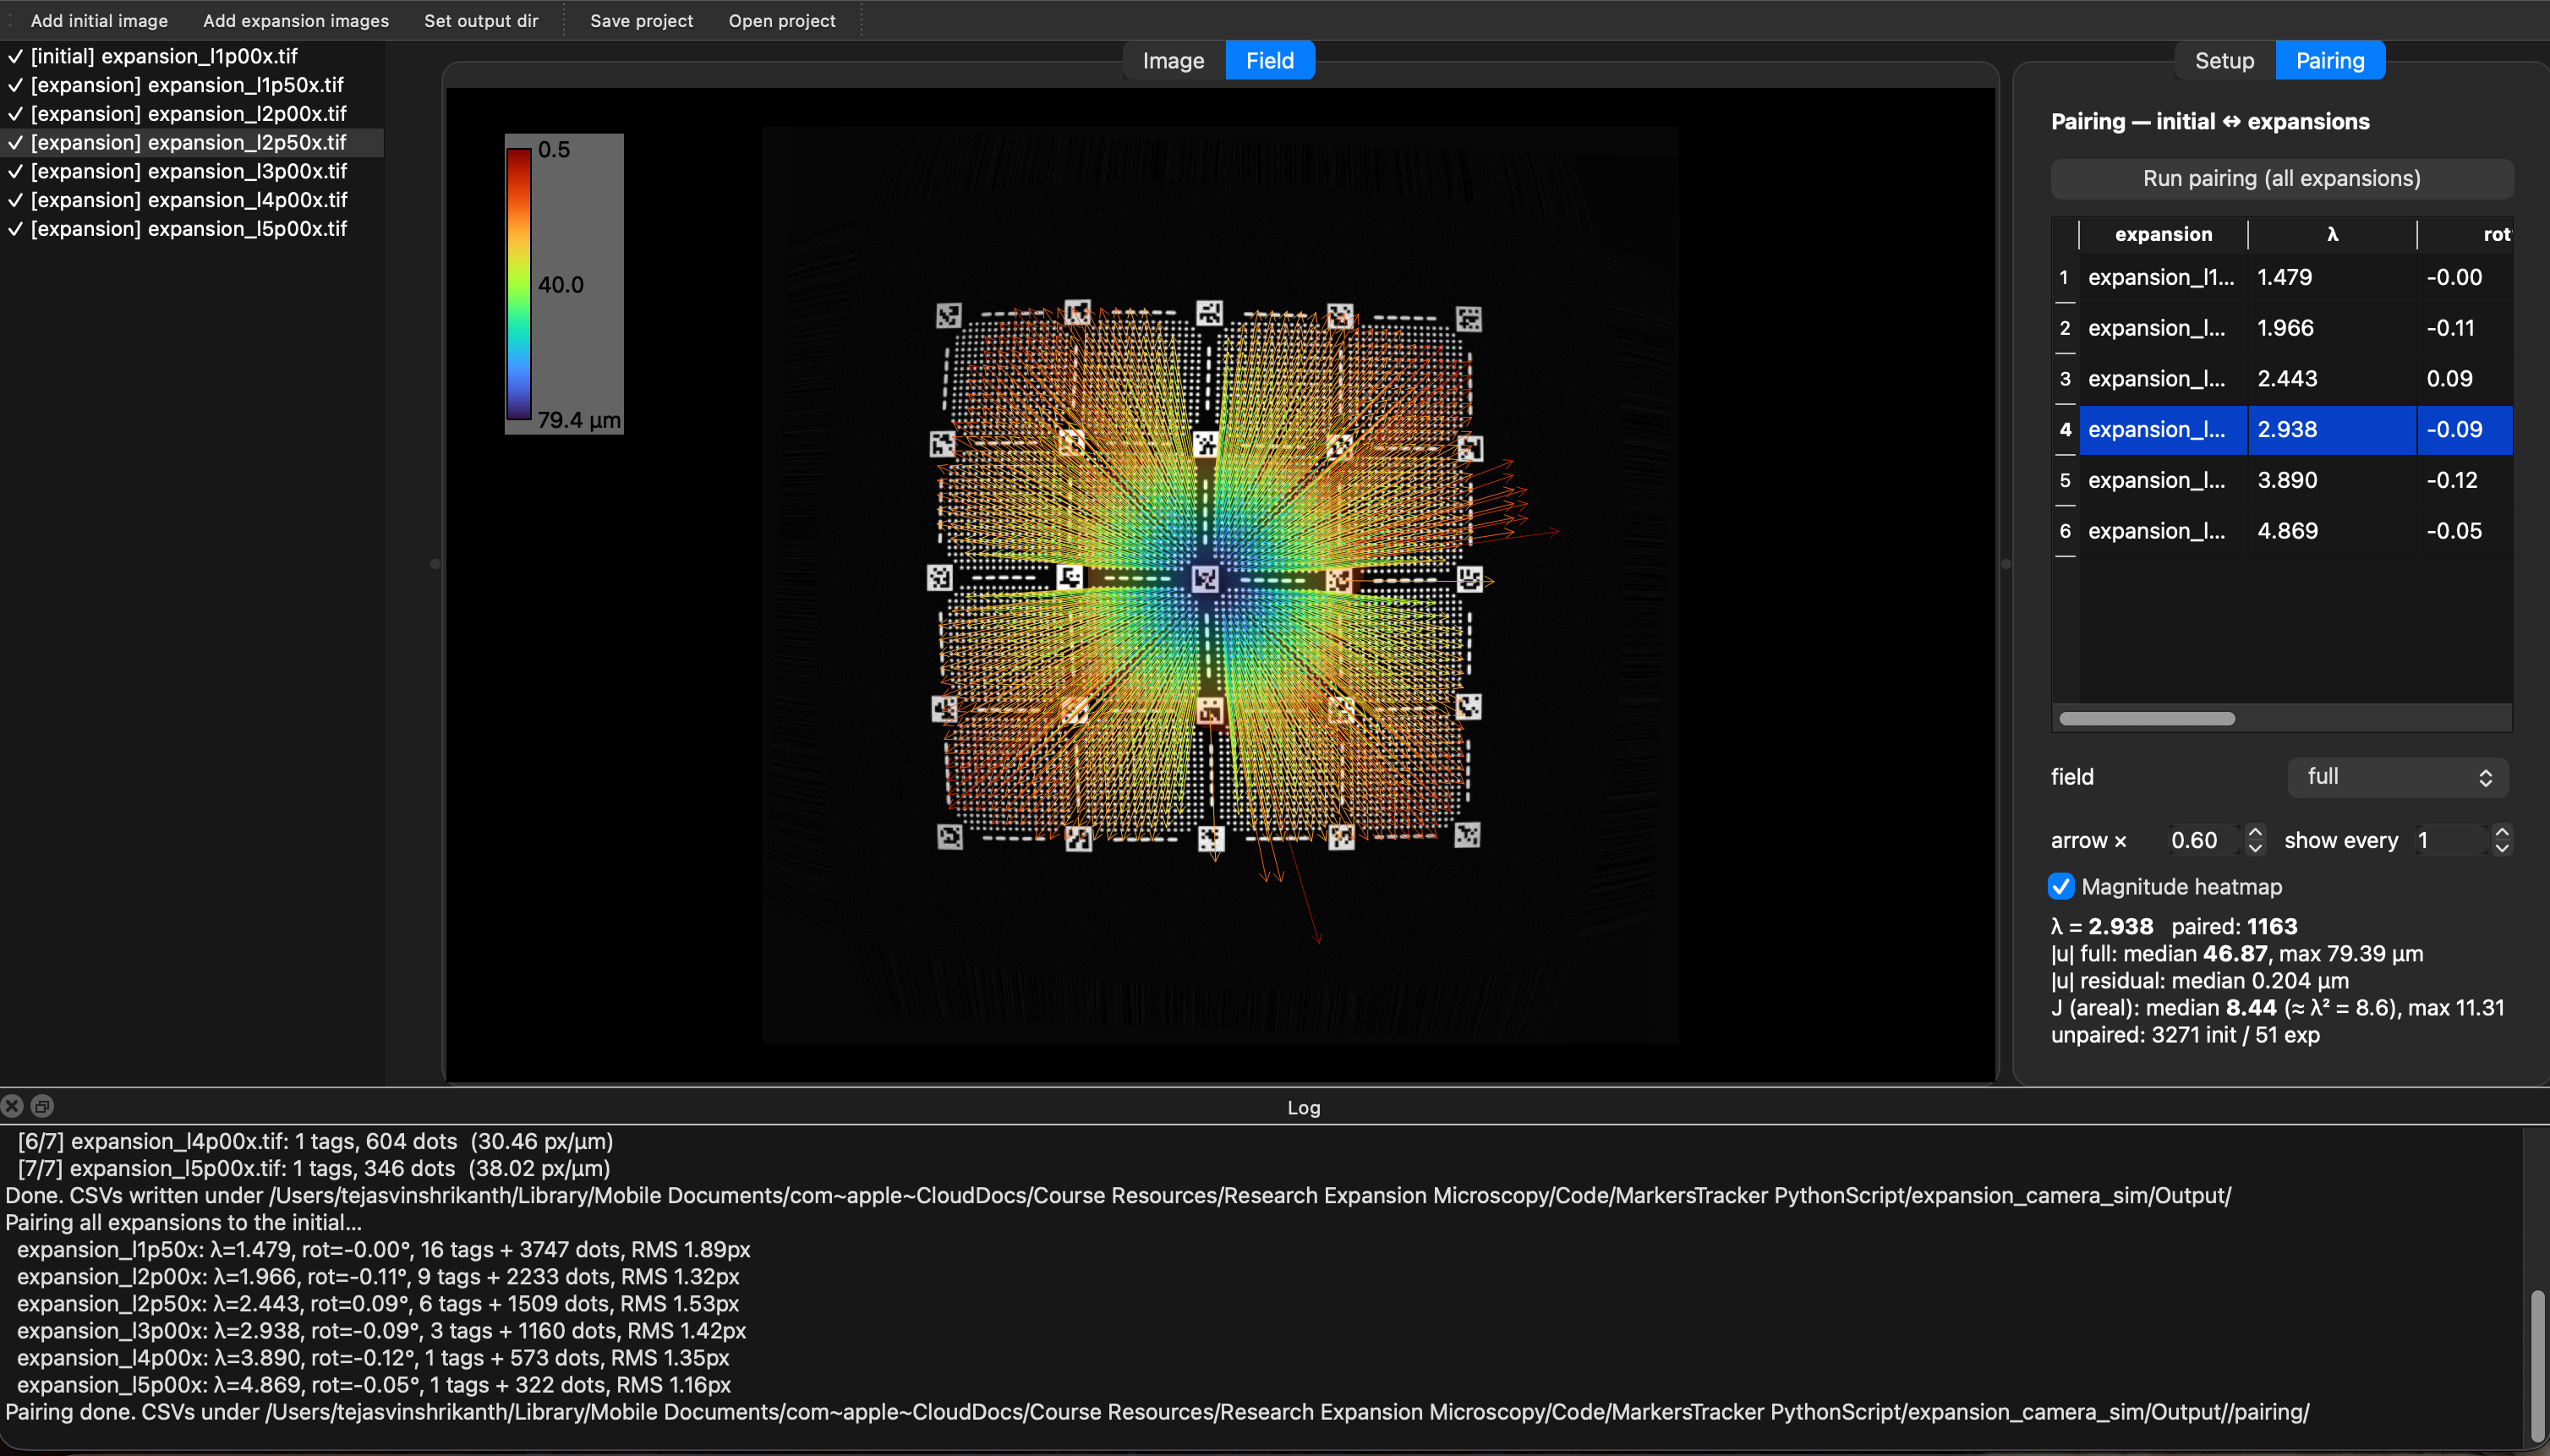 Add initial image Add expansion images Set output dir Save project Open project
✓ [initial] expansion_l1p00x.tif
✓ [expansion] expansion_l1p50x.tif
✓ [expansion] expansion_l2p00x.tif
✓ [expansion] expansion_l2p50x.tif
✓ [expansion] expansion_l3p00x.tif
✓ [expansion] expansion_l4p00x.tif
✓ [expansion] expansion_l5p00x.tif
Image Field
0.5
40.0
79.4 µm
Setup Pairing
Pairing — initial ↔ expansions
Run pairing (all expansions)
expansion λ rot
1 expansion_l1... 1.479 -0.00
2 expansion_l... 1.966 -0.11
3 expansion_l... 2.443 0.09
4 expansion_l... 2.938 -0.09
5 expansion_l... 3.890 -0.12
6 expansion_l... 4.869 -0.05
field full
arrow × 0.60 show every 1
Magnitude heatmap
λ = 2.938 paired: 1163
|u| full: median 46.87, max 79.39 µm
|u| residual: median 0.204 µm
J (areal): median 8.44 (≈ λ² = 8.6), max 11.31
unpaired: 3271 init / 51 exp
Log
[6/7] expansion_l4p00x.tif: 1 tags, 604 dots (30.46 px/µm)
[7/7] expansion_l5p00x.tif: 1 tags, 346 dots (38.02 px/µm)
Done. CSVs written under /Users/tejasvinshrikanth/Library/Mobile Documents/com~apple~CloudDocs/Course Resources/Research Expansion Microscopy/Code/MarkersTracker PythonScript/expansion_camera_sim/Output/
Pairing all expansions to the initial...
expansion_l1p50x: λ=1.479, rot=-0.00°, 16 tags + 3747 dots, RMS 1.89px
expansion_l2p00x: λ=1.966, rot=-0.11°, 9 tags + 2233 dots, RMS 1.32px
expansion_l2p50x: λ=2.443, rot=0.09°, 6 tags + 1509 dots, RMS 1.53px
expansion_l3p00x: λ=2.938, rot=-0.09°, 3 tags + 1160 dots, RMS 1.42px
expansion_l4p00x: λ=3.890, rot=-0.12°, 1 tags + 573 dots, RMS 1.35px
expansion_l5p00x: λ=4.869, rot=-0.05°, 1 tags + 322 dots, RMS 1.16px
Pairing done. CSVs under /Users/tejasvinshrikanth/Library/Mobile Documents/com~apple~CloudDocs/Course Resources/Research Expansion Microscopy/Code/MarkersTracker PythonScript/expansion_camera_sim/Output//pairing/